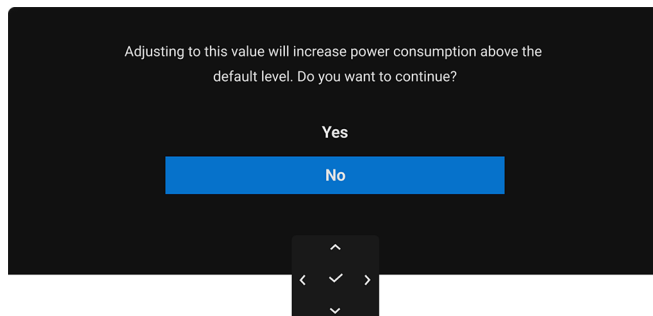 Adjusting to this value will increase power consumption above the
default level. Do you want to continue?
Yes
No